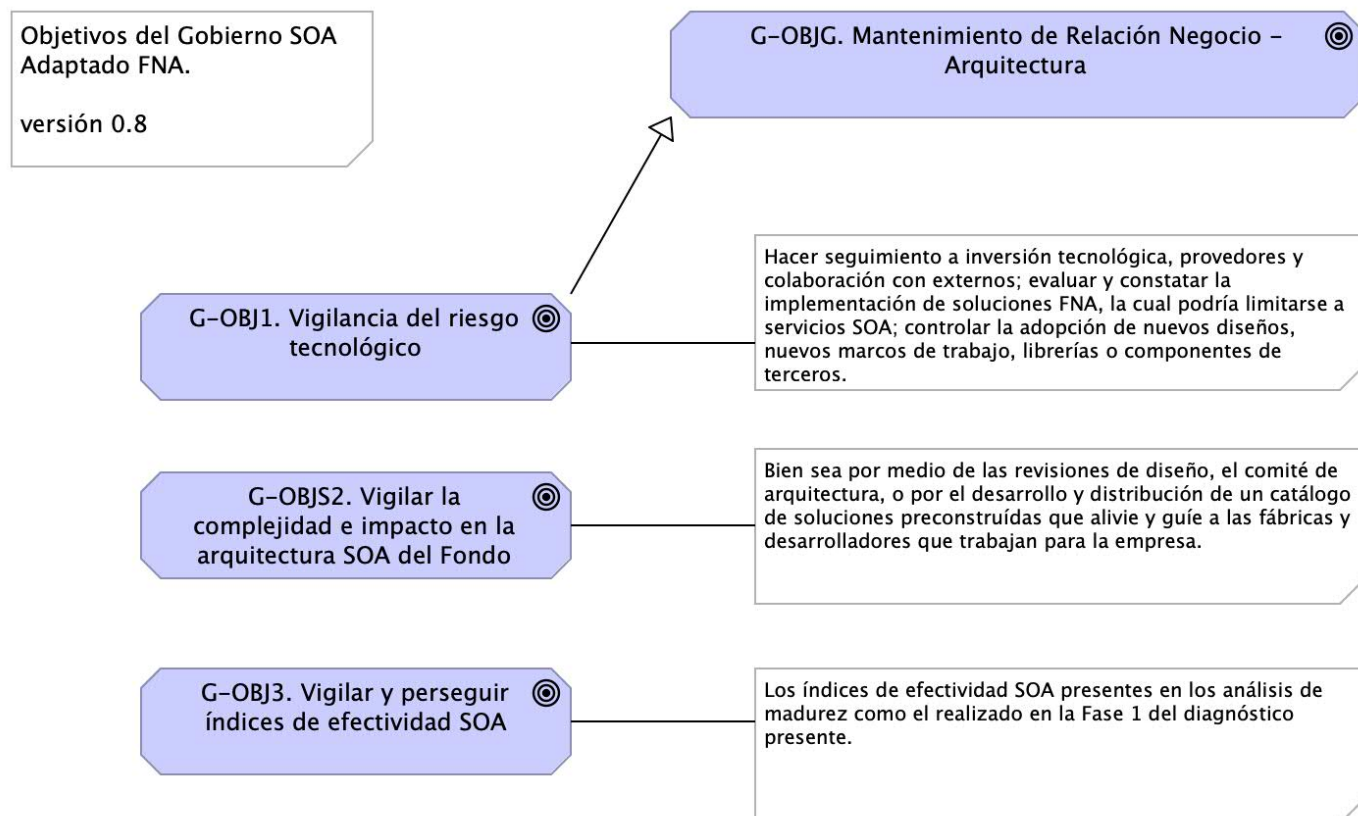 Objetivos del Gobierno SOA
Adaptado FNA.
versión 0.8
G-OBJG. Mantenimiento de Relación Negocio –
Arquitectura
G-OBJ1. Vigilancia del riesgo
tecnológico
Hacer seguimiento a inversión tecnológica, provedores y
colaboración con externos; evaluar y constatar la
implementación de soluciones FNA, la cual podría limitarse a
servicios SOA; controlar la adopción de nuevos diseños,
nuevos marcos de trabajo, librerías o componentes de
terceros.
G-OBJS2. Vigilar la
complejidad e impacto en la
arquitectura SOA del Fondo
Bien sea por medio de las revisiones de diseño, el comité de
arquitectura, o por el desarrollo y distribución de un catálogo
de soluciones preconstruídas que alivie y guíe a las fábricas y
desarrolladores que trabajan para la empresa.
G-OBJ3. Vigilar y perseguir
índices de efectividad SOA
Los índices de efectividad SOA presentes en los análisis de
madurez como el realizado en la Fase 1 del diagnóstico
presente.